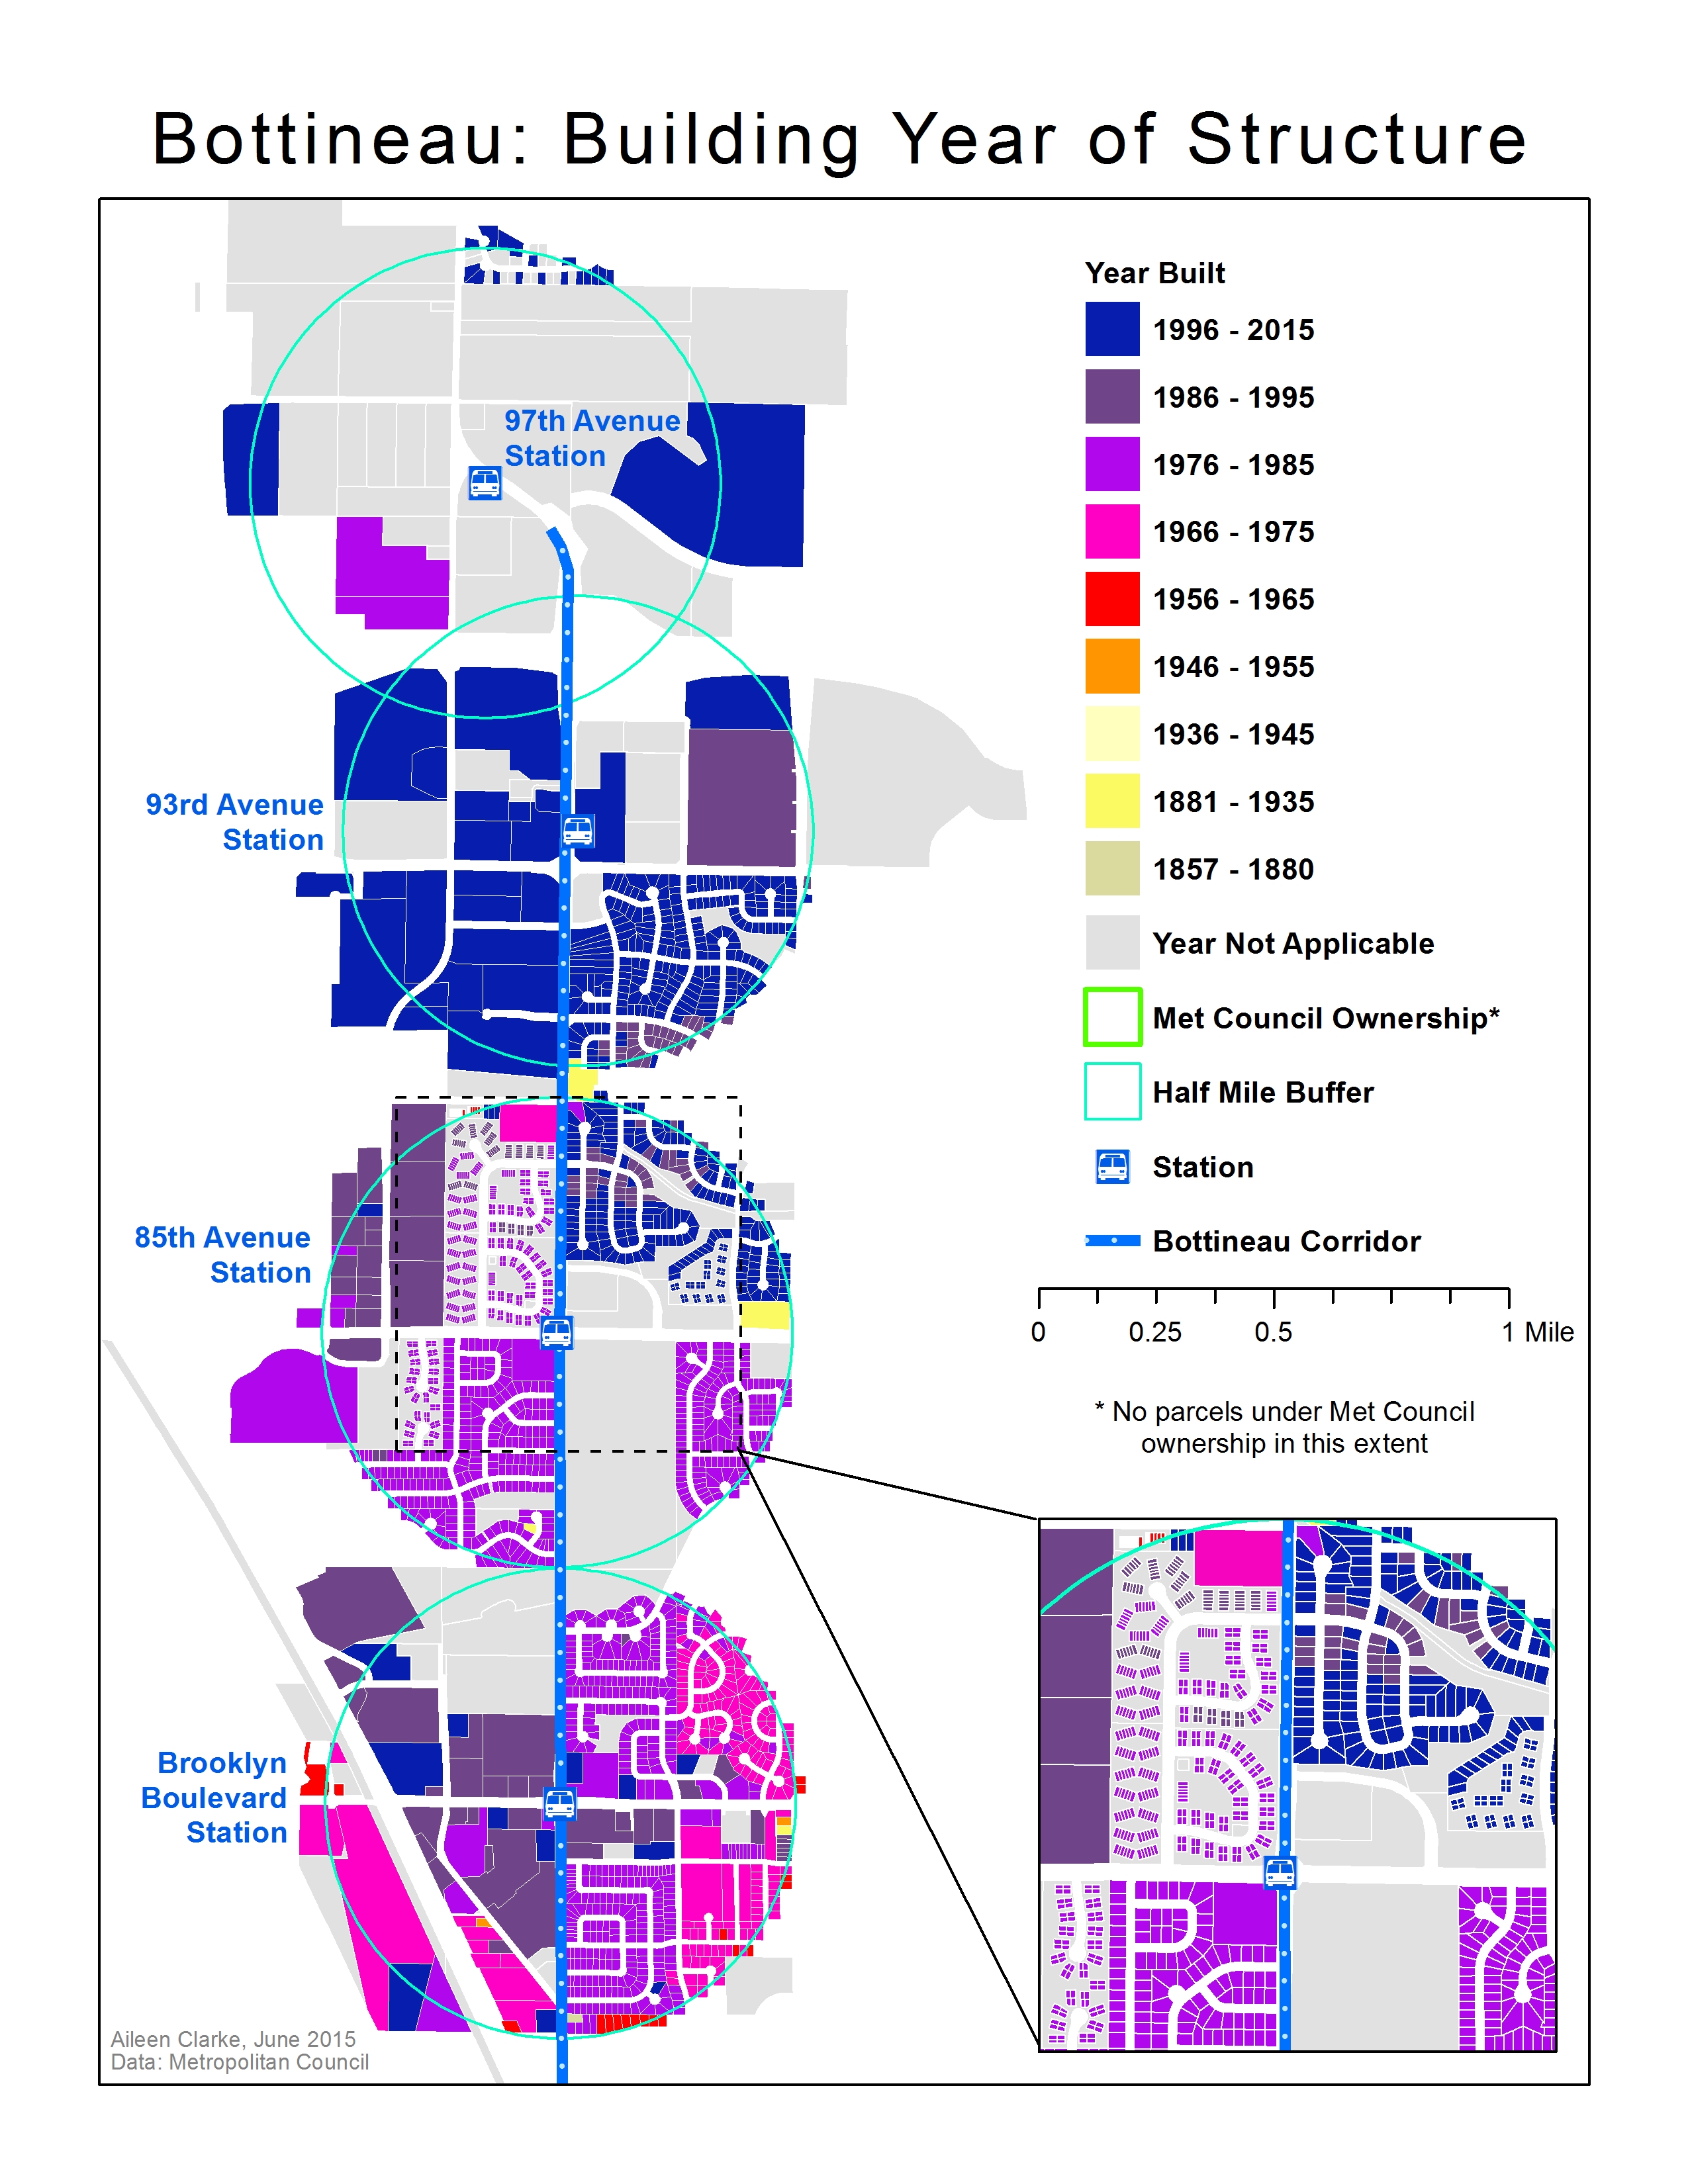 Bottineau: Building Year of Structure
97th Avenue
Station
93rd Avenue
Station
85th Avenue
Station
Brooklyn
Boulevard
Station
Year Built
1996 - 2015
1986 - 1995
1976 - 1985
1966 - 1975
1956 - 1965
1946 - 1955
1936 - 1945
1881 - 1935
1857 - 1880
Year Not Applicable
Met Council Ownership*
Half Mile Buffer
Station
Bottineau Corridor
0 0.25 0.5 1 Mile
* No parcels under Met Council
ownership in this extent
Aileen Clarke, June 2015
Data: Metropolitan Council